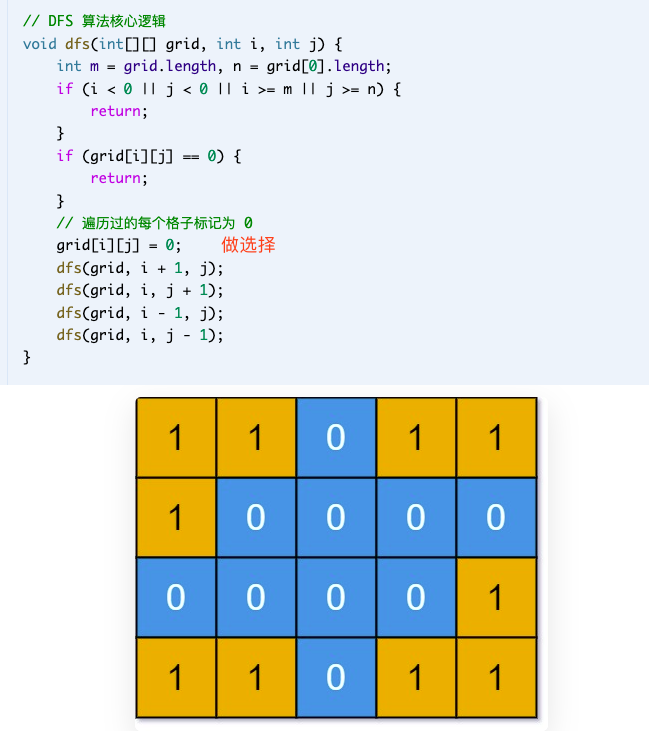 // DFS 算法核心逻辑
void dfs(int[][] grid, int i, int j) {
int m = grid.length, n = grid[0].length;
if (i < 0 || j < 0 || i >= m || j >= n) {
return;
}
if (grid[i][j] == 0) {
return;
}
// 遍历过的每个格子标记为 0
grid[i][j] = 0; 做选择
dfs(grid, i + 1, j);
dfs(grid, i, j + 1);
dfs(grid, i - 1, j);
dfs(grid, i, j - 1);
}
1 1 0 1 1
1 0 0 0 0
0 0 0 0 1
1 1 0 1 1